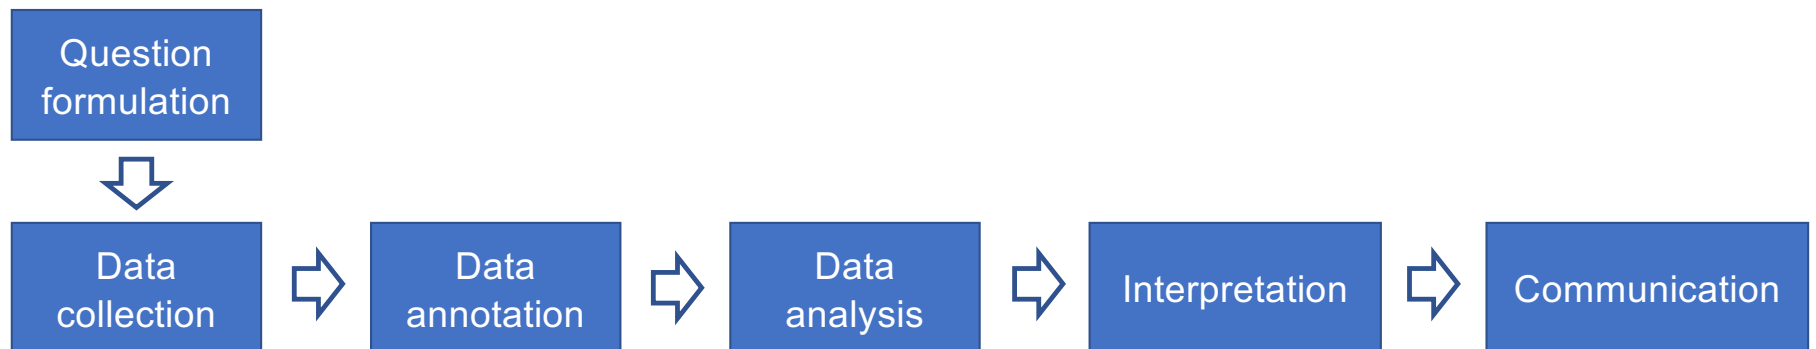 Question
formulation
Data
collection
Data
annotation
Data
analysis
Interpretation
Communication